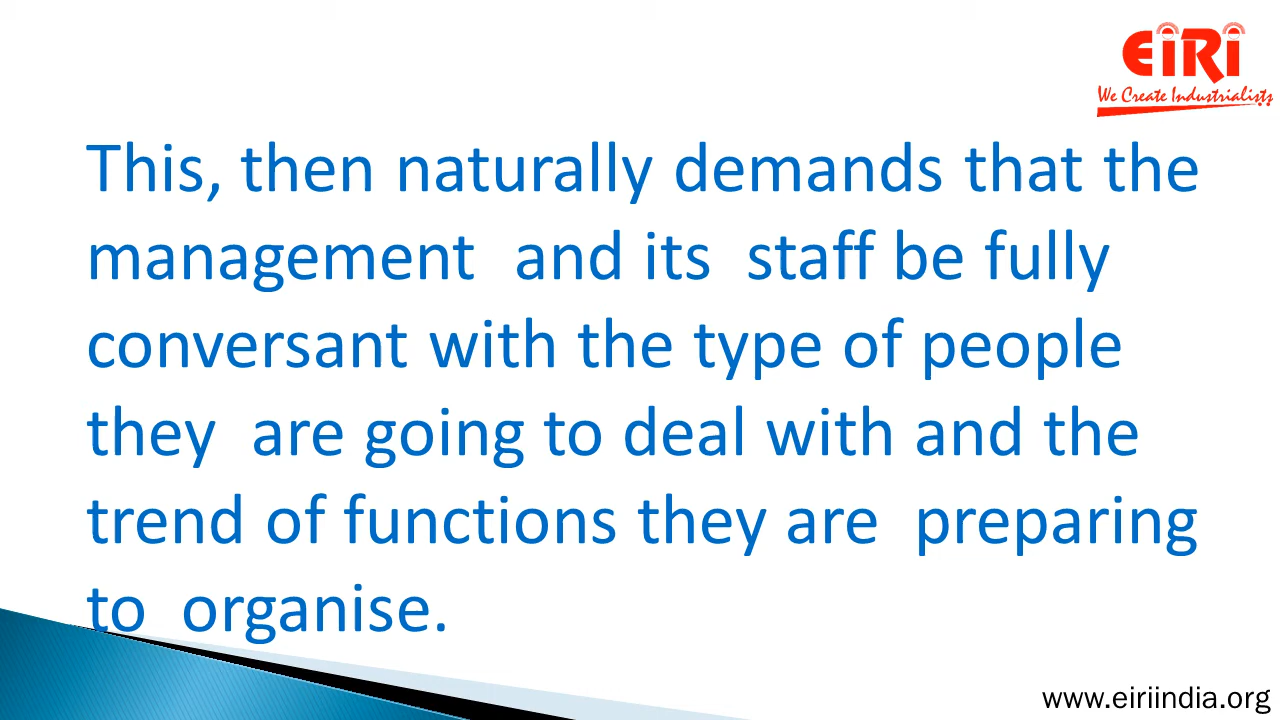 EiRi
We Create Industrialists
This, then naturally demands that the
management and its staff be fully
conversant with the type of people
they are going to deal with and the
trend of functions they are preparing
to organise.
www.eiriindia.org